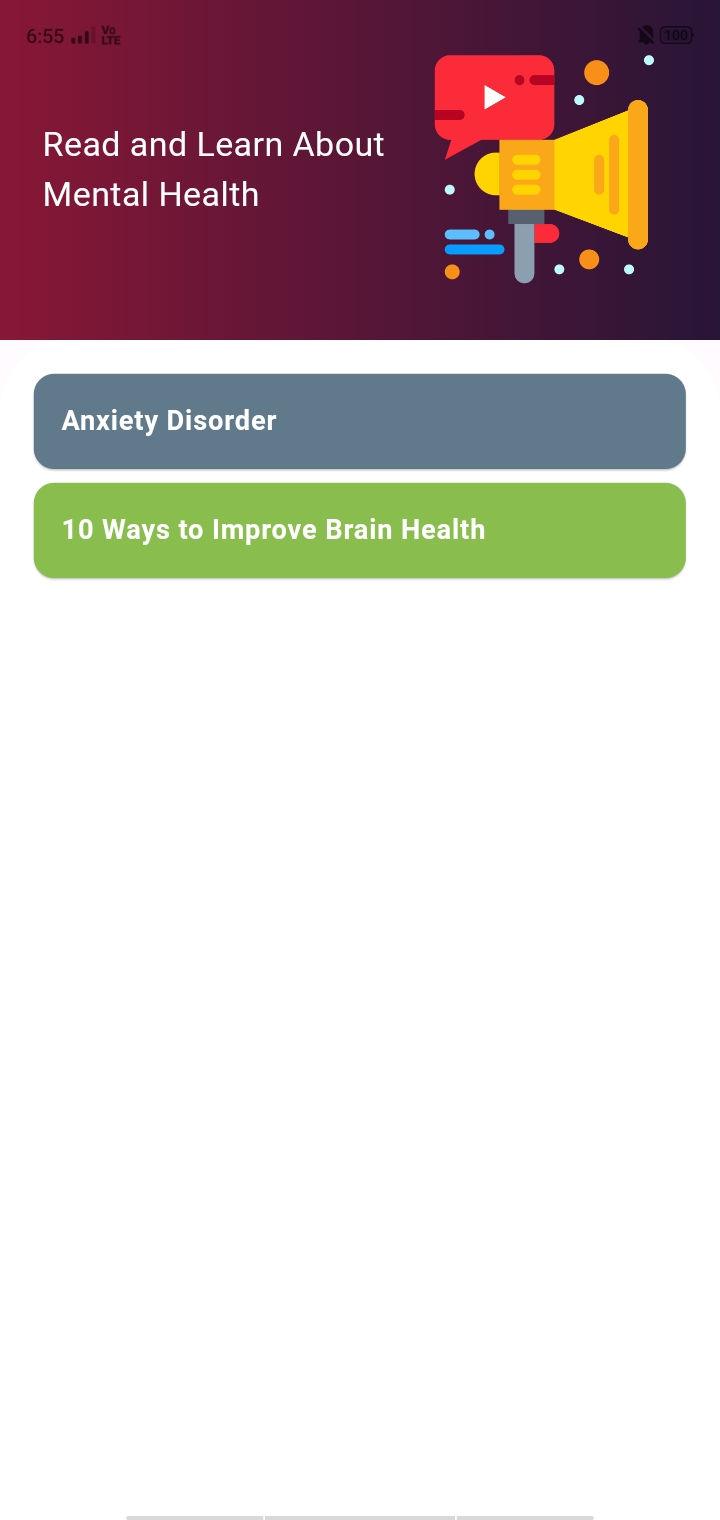 6:55 Vo LTE 100
Read and Learn About
Mental Health
Anxiety Disorder
10 Ways to Improve Brain Health